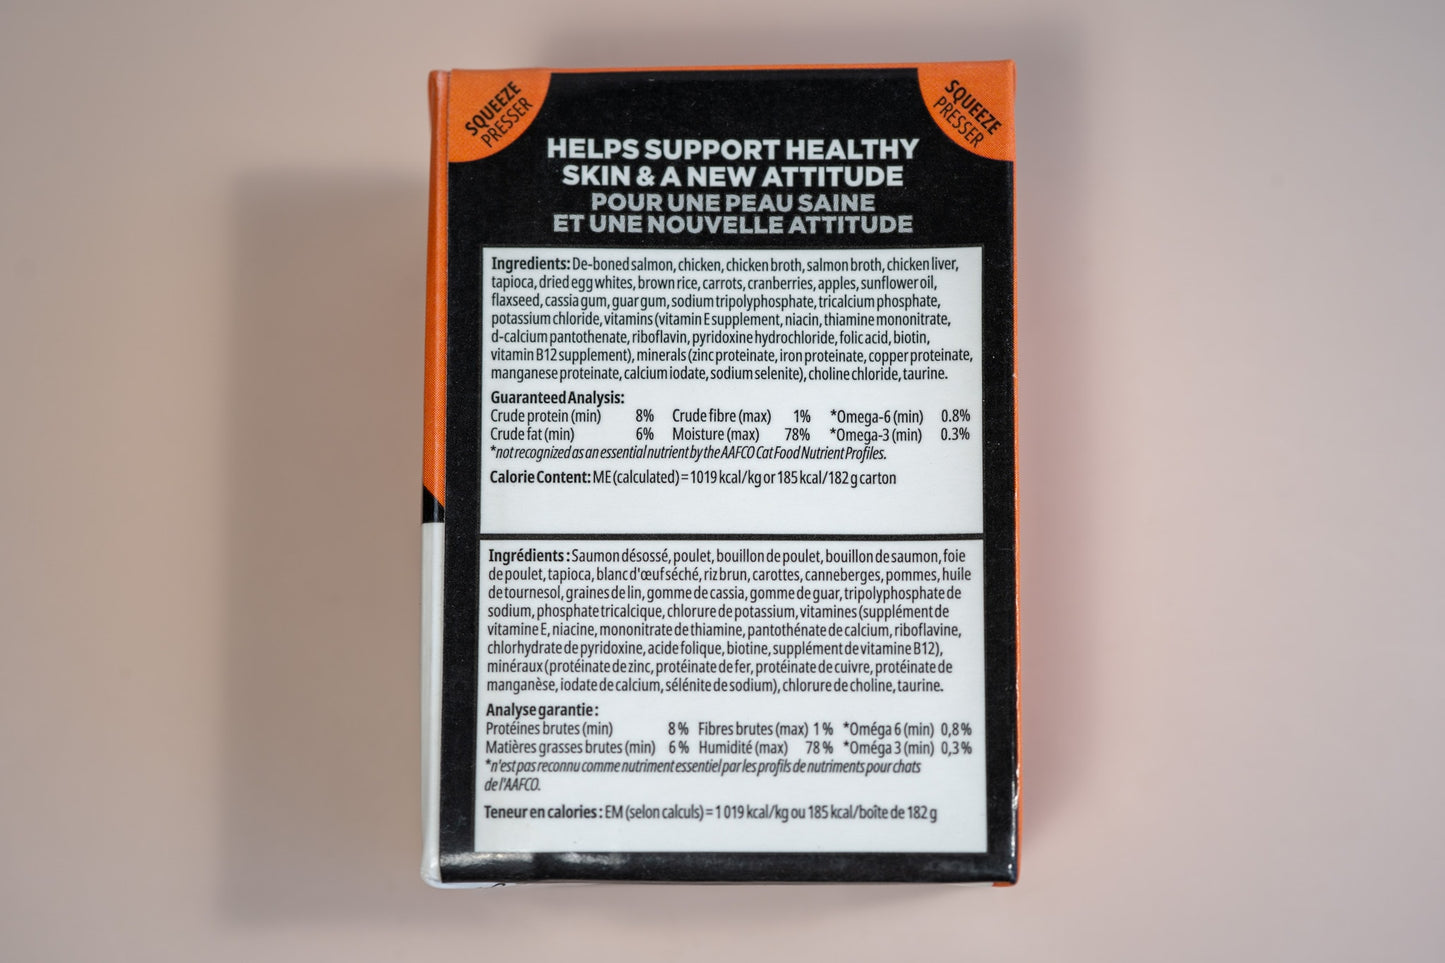 SQUEEZE
PRESSER
SQUEEZE
PRESSER
HELPS SUPPORT HEALTHY
SKIN & A NEW ATTITUDE
POUR UNE PEAU SAINE
ET UNE NOUVELLE ATTITUDE
Ingredients: De-boned salmon, chicken, chicken broth, salmon broth, chicken liver,
tapioca, dried egg whites, brown rice, carrots, cranberries, apples, sunflower oil,
flaxseed, cassia gum, guar gum, sodium tripolyphosphate, tricalcium phosphate,
potassium chloride, vitamins (vitamin E supplement, niacin, thiamine mononitrate,
d-calcium pantothenate, riboflavin, pyridoxine hydrochloride, folic acid, biotin,
vitamin B12 supplement), minerals (zinc proteinate, iron proteinate, copper proteinate,
manganese proteinate, calcium iodate, sodium selenite), choline chloride, taurine.
Guaranteed Analysis:
Crude protein (min) 8% Crude fibre (max) 1% *Omega-6 (min) 0.8%
Crude fat (min) 6% Moisture (max) 78% *Omega-3 (min) 0.3%
*not recognized as an essential nutrient by the AAFCO Cat Food Nutrient Profiles.
Calorie Content: ME (calculated) = 1019 kcal/kg or 185 kcal/182 g carton
Ingrédients : Saumon désossé, poulet, bouillon de poulet, bouillon de saumon, foie
de poulet, tapioca, blanc d'œuf séché, riz brun, carottes, canneberges, pommes, huile
de tournesol, graines de lin, gomme de cassia, gomme de guar, tripolyphosphate de
sodium, phosphate tricalcique, chlorure de potassium, vitamines (supplément de
vitamine E, niacine, mononitrate de thiamine, pantothénate de calcium, riboflavine,
chlorhydrate de pyridoxine, acide folique, biotine, supplément de vitamine B12),
minéraux (protéinate de zinc, protéinate de fer, protéinate de cuivre, protéinate de
manganèse, iodate de calcium, sélénite de sodium), chlorure de choline, taurine.
Analyse garantie :
Protéines brutes (min) 8 % Fibres brutes (max) 1 % *Oméga 6 (min) 0,8 %
Matières grasses brutes (min) 6 % Humidité (max) 78 % *Oméga 3 (min) 0,3 %
*n'est pas reconnu comme nutriment essentiel par les profils de nutriments pour chats
de l'AAFCO.
Teneur en calories : EM (selon calculs) = 1 019 kcal/kg ou 185 kcal/boîte de 182 g